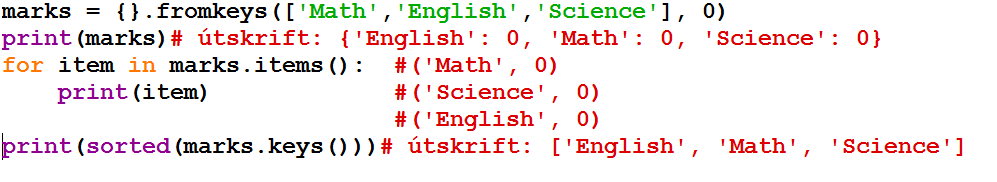 marks = {}.fromkeys(['Math','English','Science'], 0)
print(marks)# útskrift: {'English': 0, 'Math': 0, 'Science': 0}
for item in marks.items():  #('Math', 0)
    print(item)             #('Science', 0)
                            #('English', 0)
print(sorted(marks.keys()))# útskrift: ['English', 'Math', 'Science']